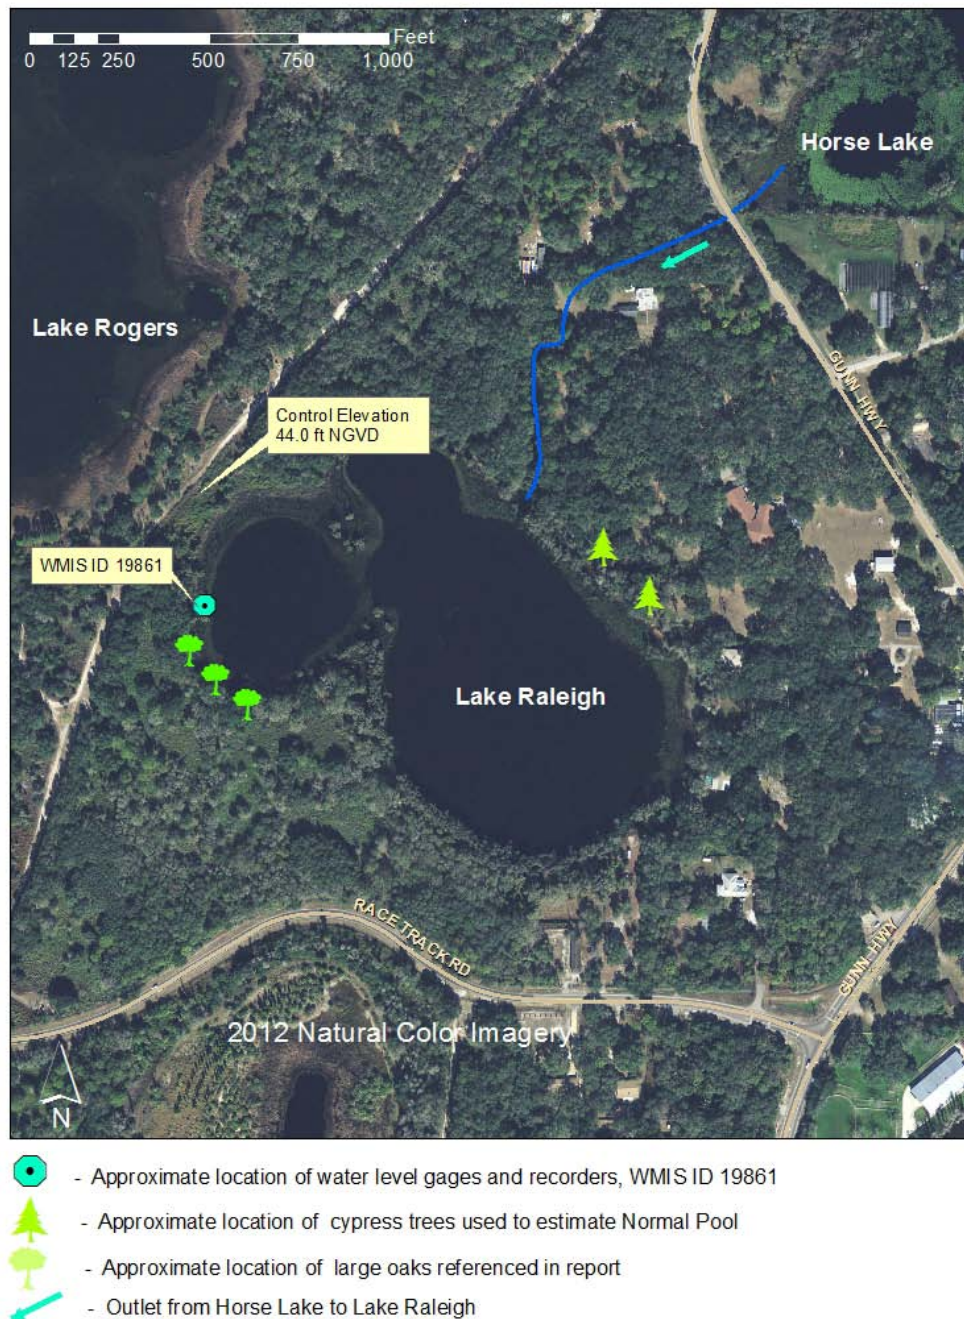 Feet
0 125 250 500 750 1,000
Horse Lake
Lake Rogers
GUNN HWY
Control Elevation
44.0 ft NGVD
WMIS ID 19861
Lake Raleigh
RACE TRACK RD
GUNN HWY
2012 Natural Color Imagery
N
- Approximate location of water level gages and recorders, WMIS ID 19861
- Approximate location of cypress trees used to estimate Normal Pool
- Approximate location of large oaks referenced in report
- Outlet from Horse Lake to Lake Raleigh